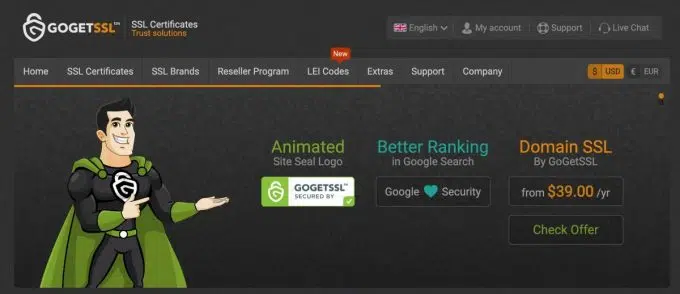 GOGETSSL™
SSL Certificates
Trust solutions
English
My account
Support
Live Chat
New
Home
SSL Certificates
SSL Brands
Reseller Program
LEI Codes
Extras
Support
Company
$ USD
€ EUR
Animated
Site Seal Logo
GOGETSSL™
SECURED BY
Better Ranking
in Google Search
Google Security
Domain SSL
By GoGetSSL
from $39.00 /yr
Check Offer